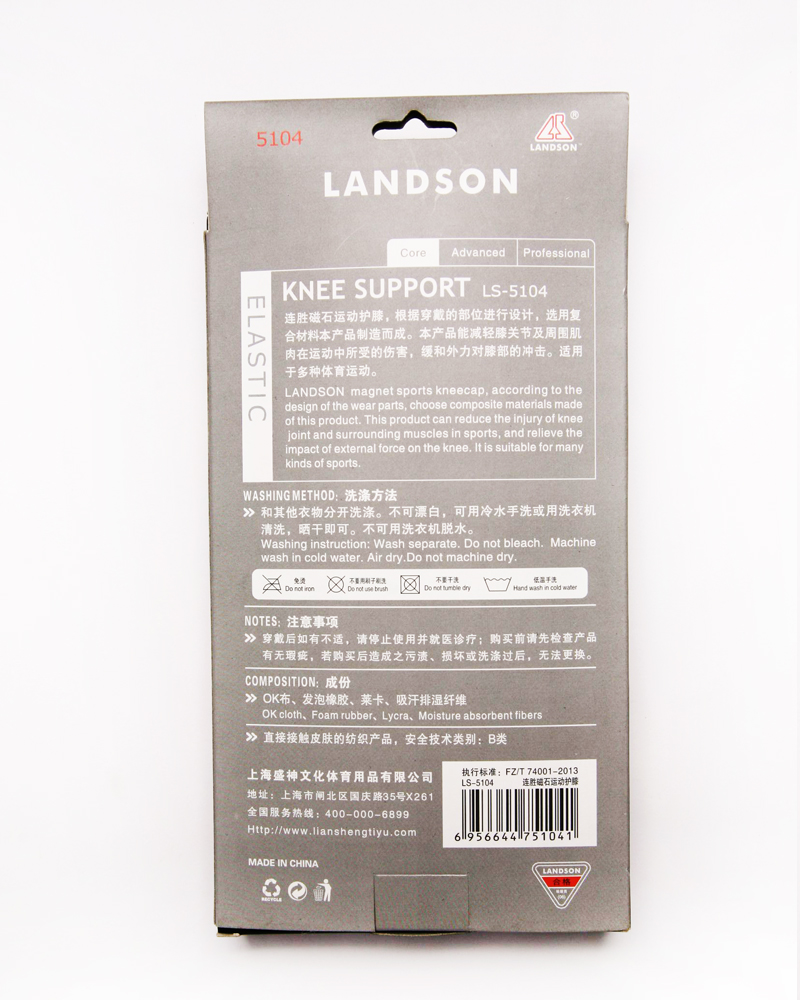 5104
LANDSON®
LANDSON
Core Advanced Professional
ELASTIC
KNEE SUPPORT LS-5104
连胜磁石运动护膝，根据穿戴的部位进行设计，选用复
合材料本产品制造而成。本产品能减轻膝关节及周围肌
肉在运动中所受的伤害，缓和外力对膝部的冲击。适用
于多种体育运动。
LANDSON magnet sports kneecap, according to the
design of the wear parts, choose composite materials made
of this product. This product can reduce the injury of knee
joint and surrounding muscles in sports, and relieve the
impact of external force on the knee. It is suitable for many
kinds of sports.
WASHING METHOD: 洗涤方法
» 和其他衣物分开洗涤。不可漂白，可用冷水手洗或用洗衣机
清洗，晒干即可。不可用洗衣机脱水。
Washing instruction: Wash separate. Do not bleach. Machine
wash in cold water. Air dry.Do not machine dry.
免烫 不要用刷子刷洗 不要干洗 低温手洗
Do not iron Do not use brush Do not tumble dry Hand wash in cold water
NOTES: 注意事项
» 穿戴后如有不适，请停止使用并就医诊疗；购买前请先检查产品
有无瑕疵，若购买后造成之污渍、损坏或洗涤过后，无法更换。
COMPOSITION: 成份
» OK布、发泡橡胶、莱卡、吸汗排湿纤维
OK cloth、Foam rubber、Lycra、Moisture absorbent fibers
» 直接接触皮肤的纺织产品，安全技术类别：B类
上海盛神文化体育用品有限公司
地址：上海市闸北区国庆路35号X261
全国服务热线：400-000-6899
Http://www.lianshengtiyu.com
执行标准：FZ/T 74001-2013
LS-5104 连胜磁石运动护膝
6 956644 751041
MADE IN CHINA
RECYCLE
LANDSON
合格